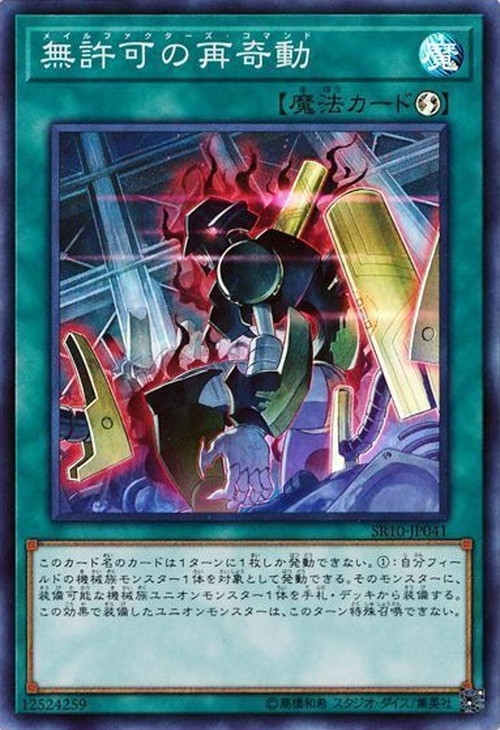 メイルファクターズ・コマンド
無許可の再奇動
魔
【魔法カード】
SR10-JP041
このカード名のカードは１ターンに１枚しか発動できない。①：自分フィー
ルドの機械族モンスター１体を対象として発動できる。そのモンスターに、
装備可能な機械族ユニオンモンスター１体を手札・デッキから装備する。
この効果で装備したユニオンモンスターは、このターン特殊召喚できない。
12524259
©高橋和希 スタジオ・ダイス/集英社